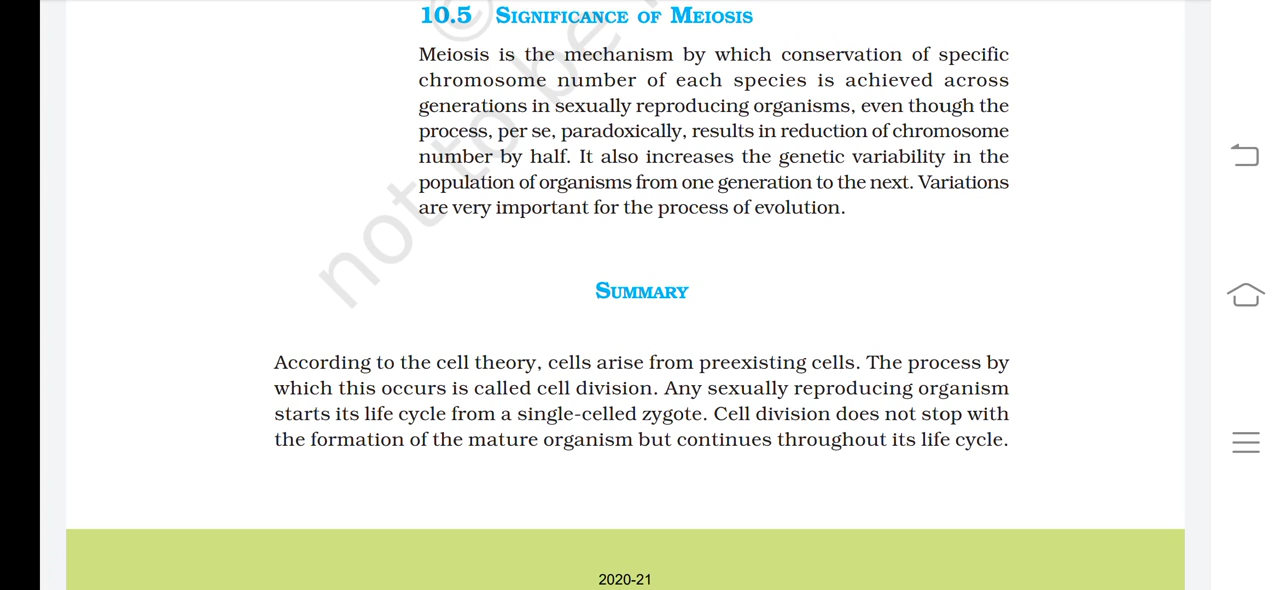 10.5 Significance of Meiosis
Meiosis is the mechanism by which conservation of specific
chromosome number of each species is achieved across
generations in sexually reproducing organisms, even though the
process, per se, paradoxically, results in reduction of chromosome
number by half. It also increases the genetic variability in the
population of organisms from one generation to the next. Variations
are very important for the process of evolution.
Summary
According to the cell theory, cells arise from preexisting cells. The process by
which this occurs is called cell division. Any sexually reproducing organism
starts its life cycle from a single-celled zygote. Cell division does not stop with
the formation of the mature organism but continues throughout its life cycle.
2020-21
©
not to be